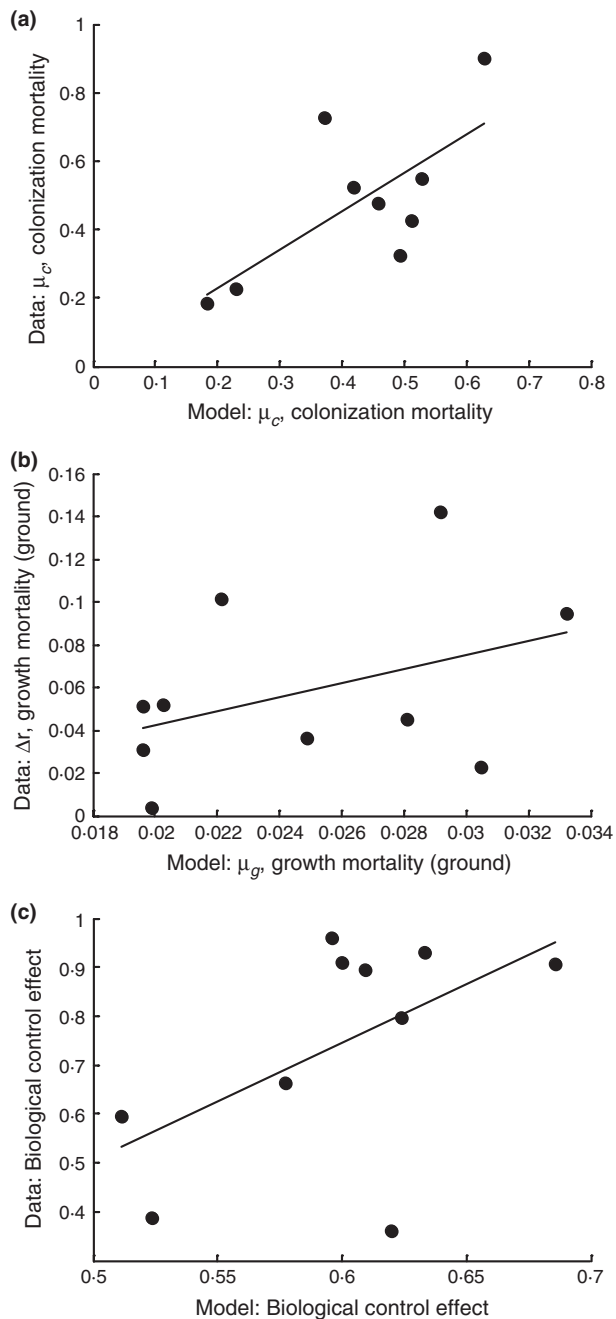 (a)
1
0·8
0·6
0·4
0·2
0
Data: μc, colonization mortality
0 0·1 0·2 0·3 0·4 0·5 0·6 0·7 0·8
Model: μc, colonization mortality
(b)
0·16
0·14
0·12
0·1
0·08
0·06
0·04
0·02
0
Data: Δr, growth mortality (ground)
0·018 0·02 0·022 0·024 0·026 0·028 0·03 0·032 0·034
Model: μg, growth mortality (ground)
(c)
1
0·9
0·8
0·7
0·6
0·5
0·4
Data: Biological control effect
0·5 0·55 0·6 0·65 0·7
Model: Biological control effect